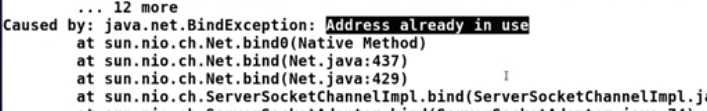 ... 12 more
Caused by: java.net.BindException: Address already in use
at sun.nio.ch.Net.bind0(Native Method)
at sun.nio.ch.Net.bind(Net.java:437)
at sun.nio.ch.Net.bind(Net.java:429)
at sun.nio.ch.ServerSocketChannelImpl.bind(ServerSocketChannelImpl.ja